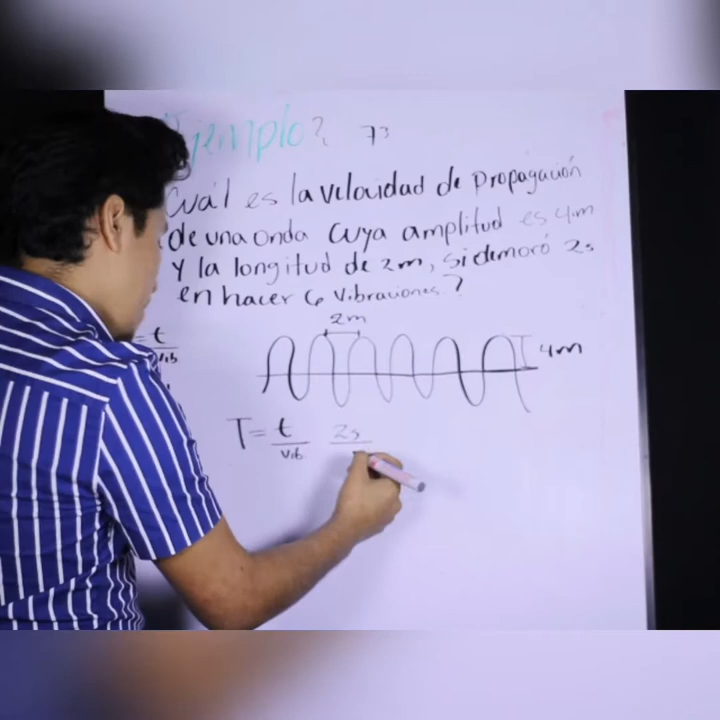 Ejemplo?
¿Cuál es la velocidad de propagación
de una onda cuya amplitud es 4m
y la longitud de 2m, si demoró 2s
en hacer 6 vibraciones?
2m
4m
= t
vib
T = t 2s
vib